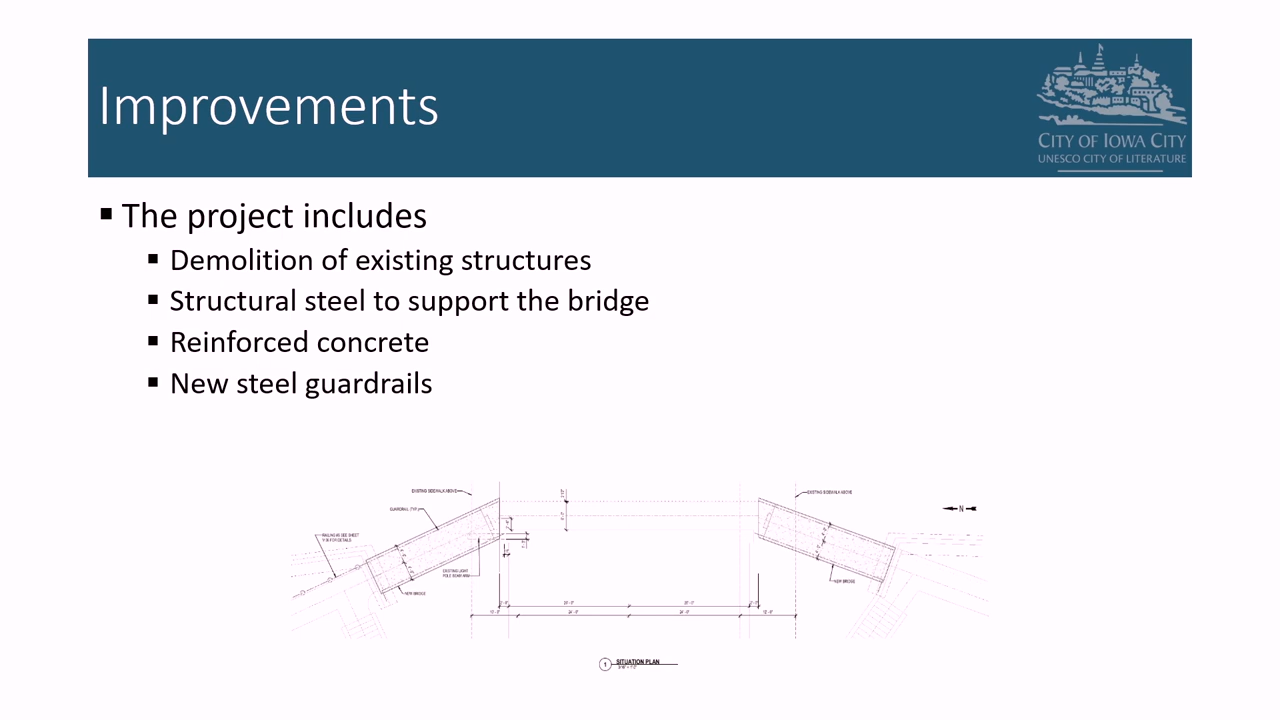 Improvements
CITY OF IOWA CITY
UNESCO CITY OF LITERATURE
▪ The project includes
▪ Demolition of existing structures
▪ Structural steel to support the bridge
▪ Reinforced concrete
▪ New steel guardrails
EXISTING SIDEWALK ABOVE
EXISTING SIDEWALK ABOVE
N
NEW BRIDGE
NEW BRIDGE
1 SITUATION PLAN